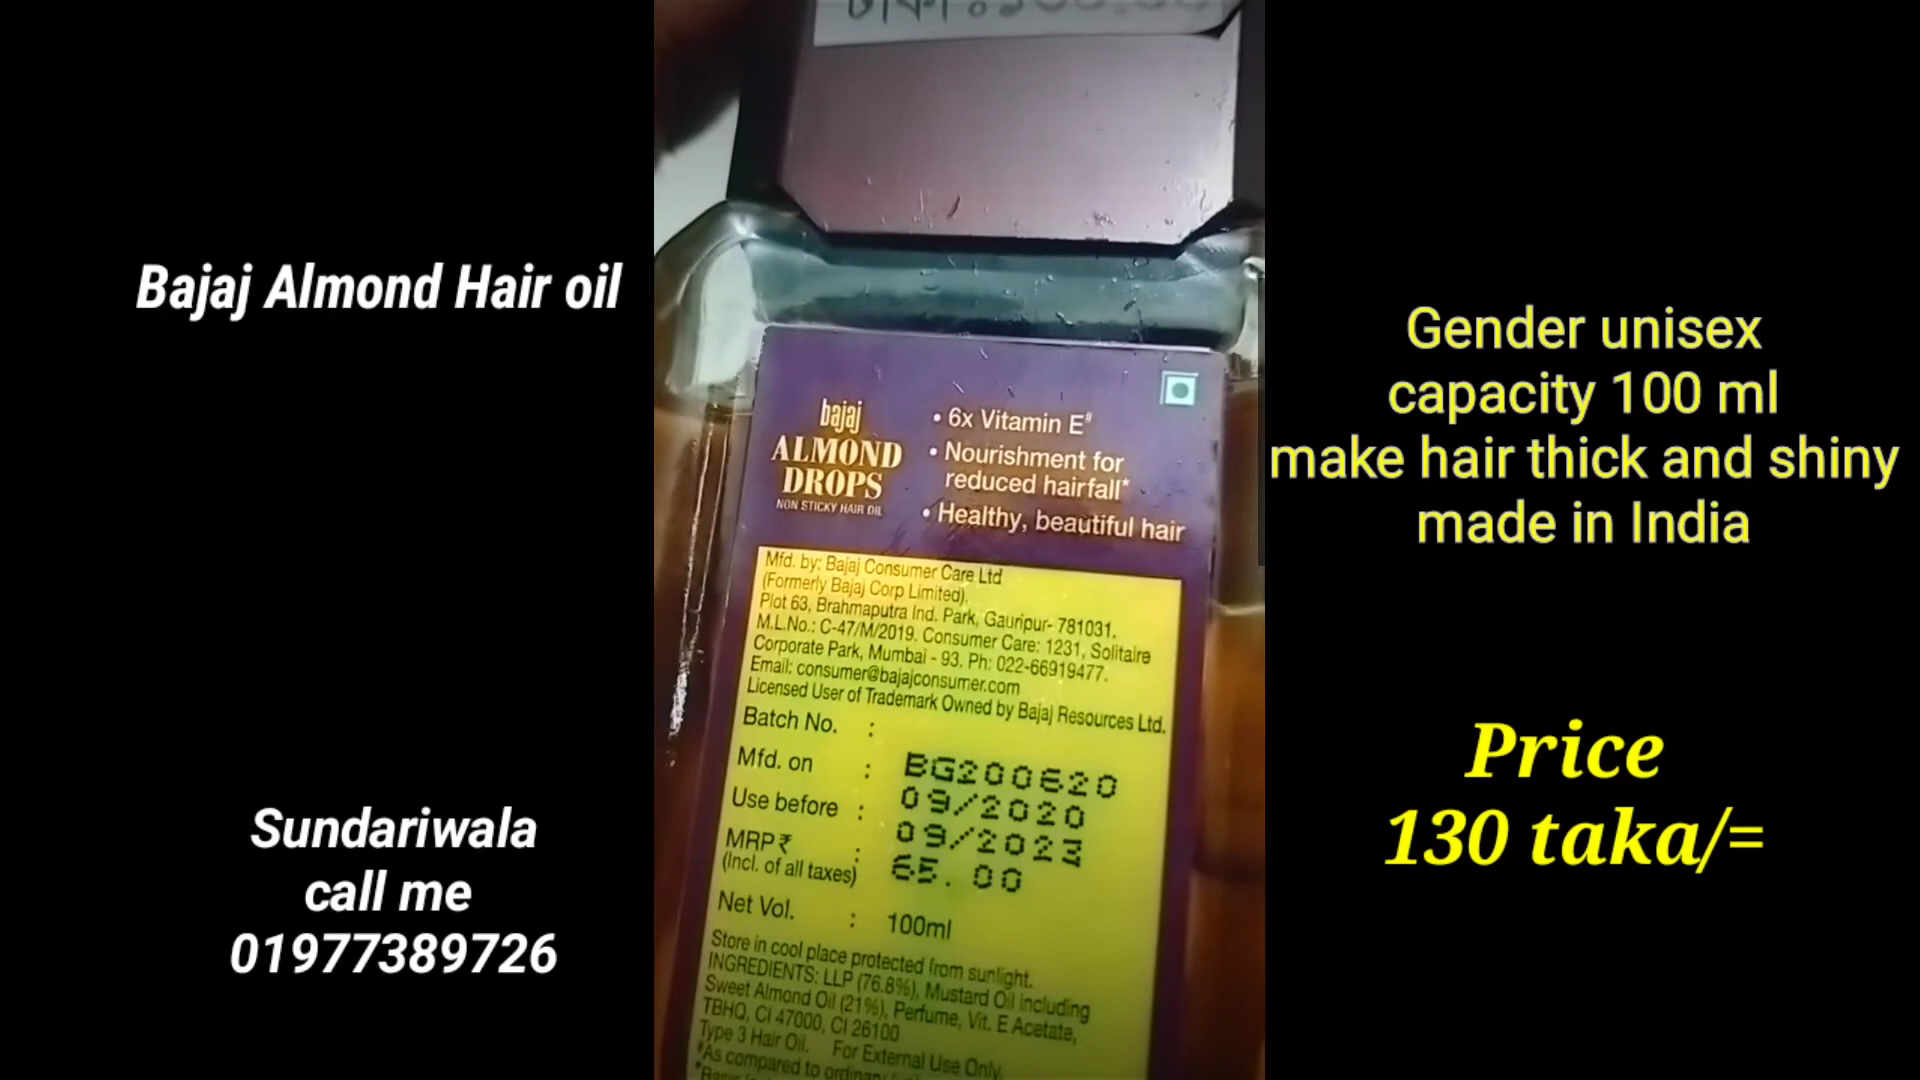 Bajaj Almond Hair oil
Sundariwala
call me
01977389726
bajaj
ALMOND
DROPS
NON STICKY HAIR OIL
• 6x Vitamin E#
• Nourishment for
reduced hairfall*
• Healthy, beautiful hair
Mfd. by: Bajaj Consumer Care Ltd
(Formerly Bajaj Corp Limited)
Plot 63, Brahmaputra Ind. Park, Gauripur- 781031.
M.L.No.: C-47/M/2019. Consumer Care: 1231, Solitaire
Corporate Park, Mumbai - 93. Ph: 022-66919477.
Email: consumer@bajajconsumer.com
Licensed User of Trademark Owned by Bajaj Resources Ltd.
Batch No. :
Mfd. on : BG200620
Use before : 09/2020
MRP ₹ : 09/2023
(Incl. of all taxes) 65.00
Net Vol. : 100ml
Store in cool place protected from sunlight.
INGREDIENTS: LLP (76.8%), Mustard Oil including
Sweet Almond Oil (21%), Perfume, Vit. E Acetate,
TBHQ, CI 47000, CI 26100
Type 3 Hair Oil. For External Use Only.
#As compared to ordinary
Gender unisex
capacity 100 ml
make hair thick and shiny
made in India
Price
130 taka/=